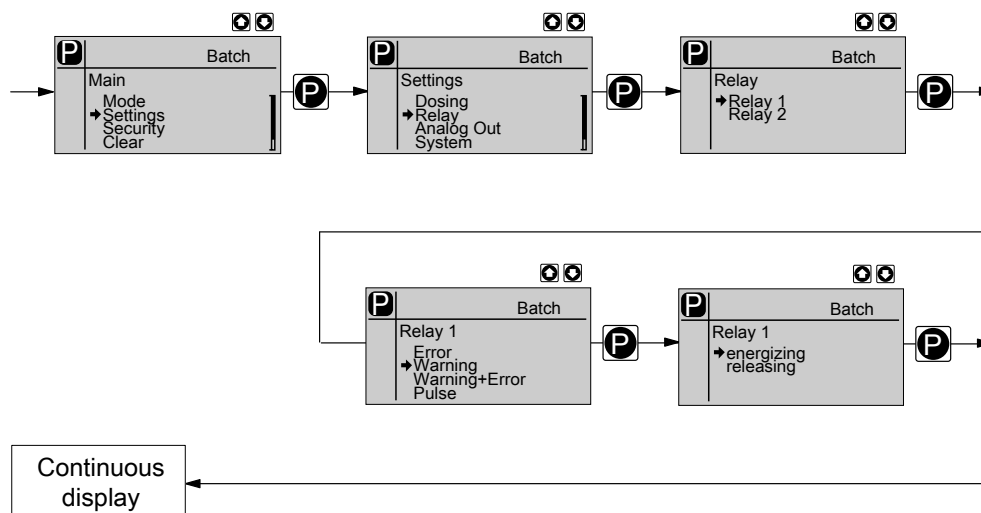 P
Batch
Main
Mode
Settings
Security
Clear
P
P
Batch
Settings
Dosing
Relay
Analog Out
System
P
P
Batch
Relay
Relay 1
Relay 2
P
P
Batch
Relay 1
Error
Warning
Warning+Error
Pulse
P
P
Batch
Relay 1
energizing
releasing
P
Continuous
display